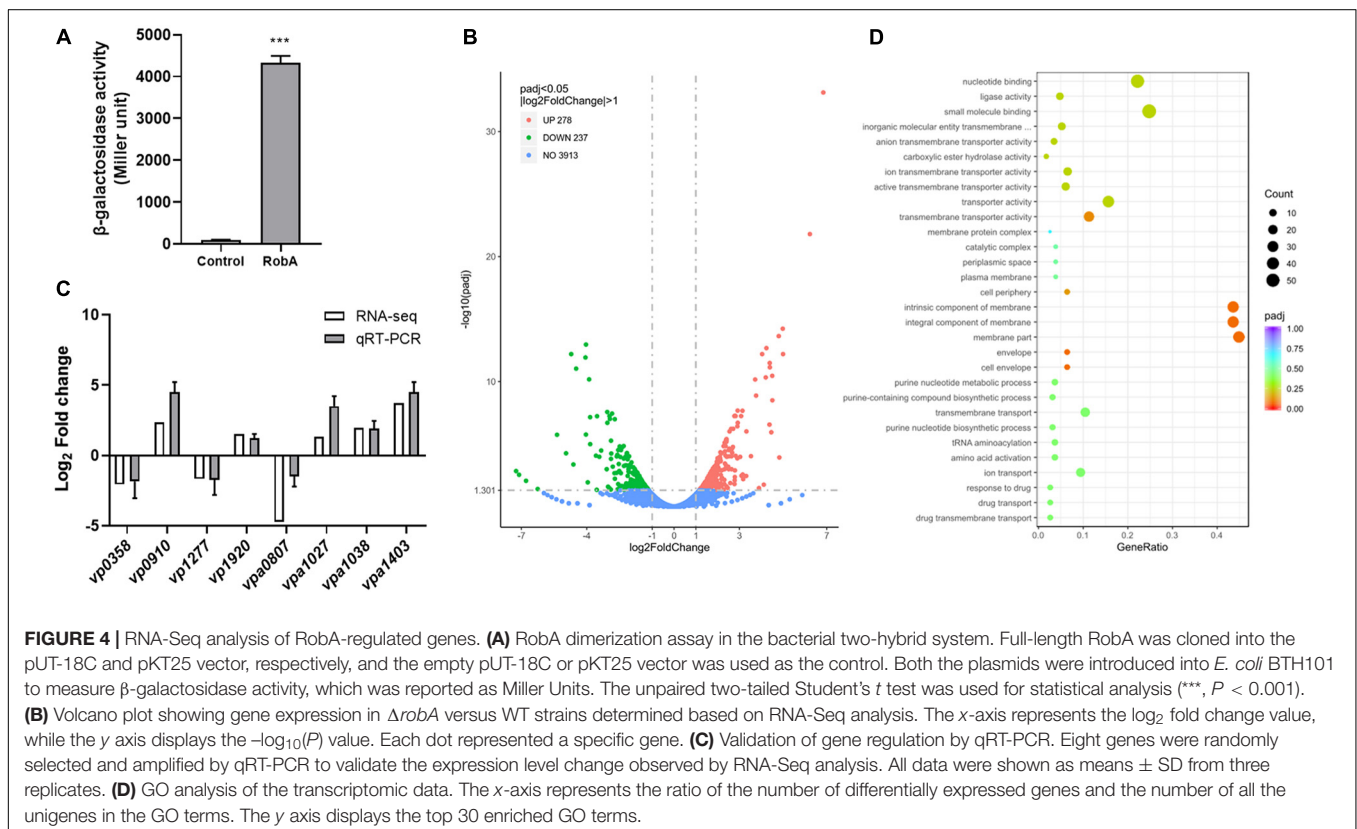 A
β-galactosidase activity
(Miller unit)
5000
4000
3000
2000
1000
0
***
Control RobA
B
padj<0.05
|log2FoldChange|>1
UP 278
DOWN 237
NO 3913
-log10(padj)
30
20
10
1.301
-7 -4 -1 1 3 7
log2FoldChange
C
Log2 Fold change
10
5
0
-5
RNA-seq
qRT-PCR
vp0358 vp0910 vp1277 vp1920 vpa0807 vpa1027 vpa1038 vpa1403
D
nucleotide binding
ligase activity
small molecule binding
inorganic molecular entity transmembrane ...
anion transmembrane transporter activity
carboxylic ester hydrolase activity
ion transmembrane transporter activity
active transmembrane transporter activity
transporter activity
transmembrane transporter activity
membrane protein complex
catalytic complex
periplasmic space
plasma membrane
cell periphery
intrinsic component of membrane
integral component of membrane
membrane part
envelope
cell envelope
purine nucleotide metabolic process
purine-containing compound biosynthetic process
transmembrane transport
purine nucleotide biosynthetic process
tRNA aminoacylation
amino acid activation
ion transport
response to drug
drug transport
drug transmembrane transport
0.0 0.1 0.2 0.3 0.4
GeneRatio
Count
10
20
30
40
50
padj
1.00
0.75
0.50
0.25
0.00
FIGURE 4 | RNA-Seq analysis of RobA-regulated genes. (A) RobA dimerization assay in the bacterial two-hybrid system. Full-length RobA was cloned into the
pUT-18C and pKT25 vector, respectively, and the empty pUT-18C or pKT25 vector was used as the control. Both the plasmids were introduced into E. coli BTH101
to measure β-galactosidase activity, which was reported as Miller Units. The unpaired two-tailed Student's t test was used for statistical analysis (***, P < 0.001).
(B) Volcano plot showing gene expression in ΔrobA versus WT strains determined based on RNA-Seq analysis. The x-axis represents the log2 fold change value,
while the y axis displays the –log10(P) value. Each dot represented a specific gene. (C) Validation of gene regulation by qRT-PCR. Eight genes were randomly
selected and amplified by qRT-PCR to validate the expression level change observed by RNA-Seq analysis. All data were shown as means ± SD from three
replicates. (D) GO analysis of the transcriptomic data. The x-axis represents the ratio of the number of differentially expressed genes and the number of all the
unigenes in the GO terms. The y axis displays the top 30 enriched GO terms.